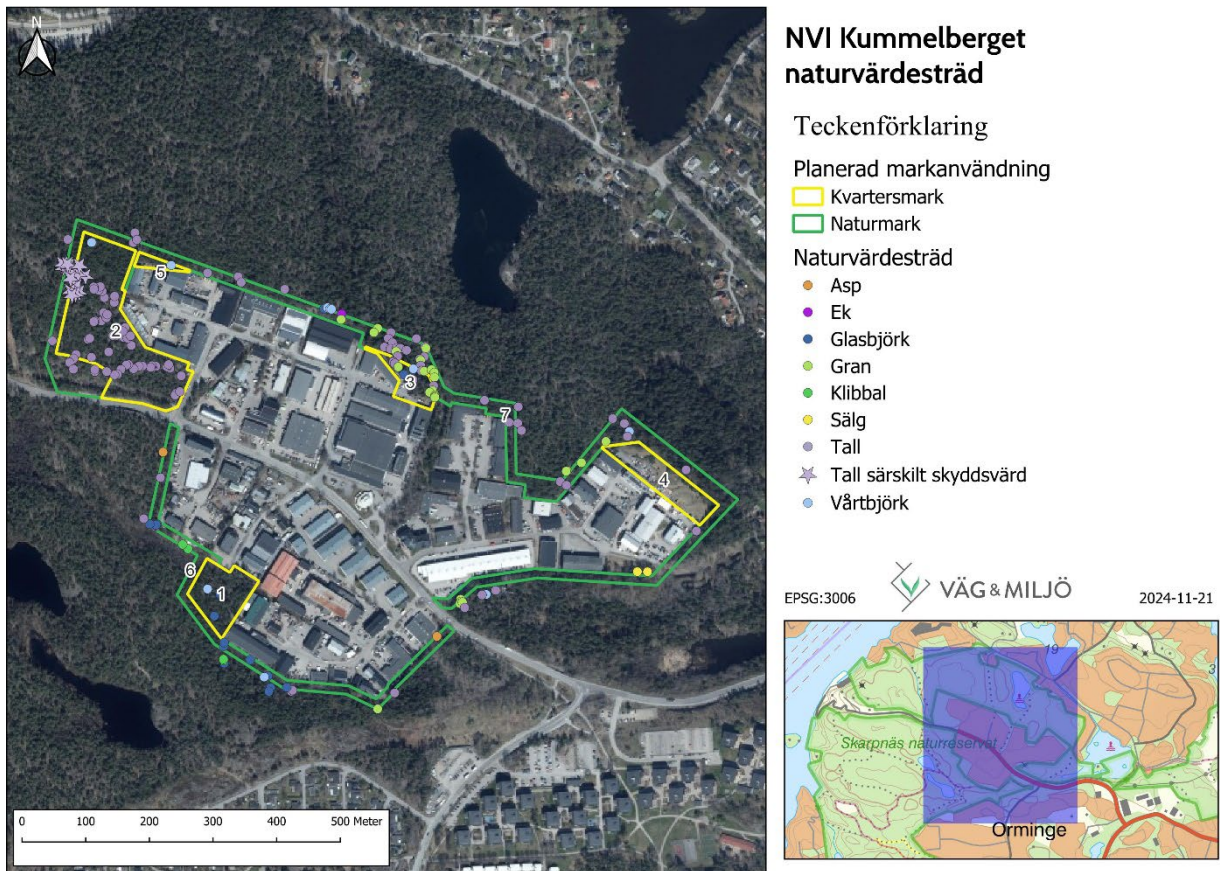 NVI Kummelberget
naturvärdesträd
Teckenförklaring
Planerad markanvändning
Kvartersmark
Naturmark
Naturvärdesträd
Asp
Ek
Glasbjörk
Gran
Klibbal
Sälg
Tall
Tall särskilt skyddsvärd
Vårtbjörk
EPSG:3006
VÄG & MILJÖ
2024-11-21
N
5
2
3
7
4
6
1
0 100 200 300 400 500 Meter
19
3
Skarpnäs naturreservat
Orminge